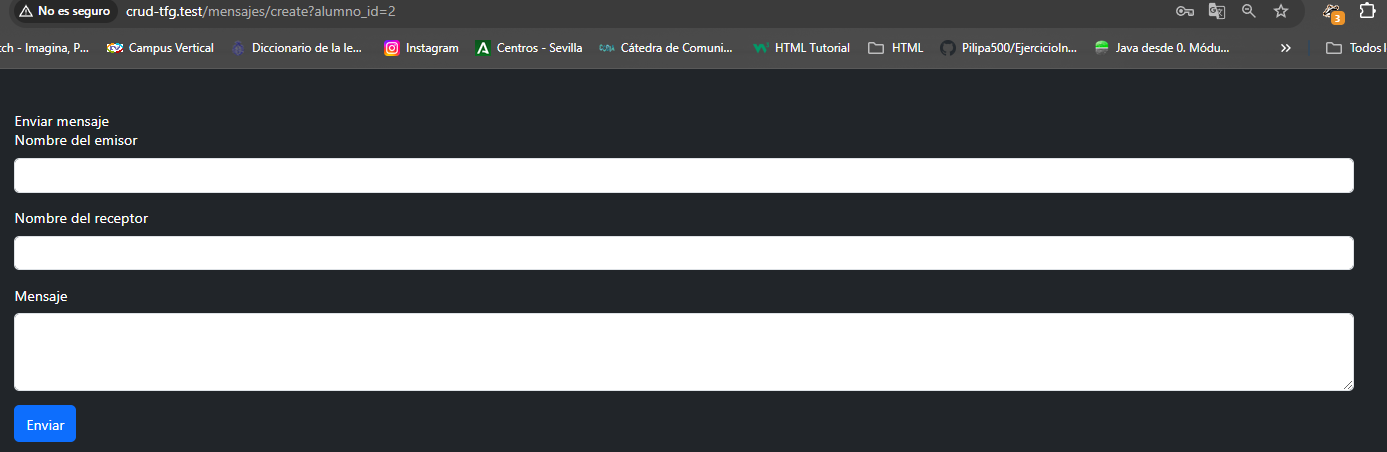 No es seguro crud-tfg.test/mensajes/create?alumno_id=2
3
tch - Imagina, P... Campus Vertical Diccionario de la le... Instagram Centros - Sevilla Cátedra de Comuni... HTML Tutorial HTML Pilipa500/EjercicioIn... Java desde 0. Módu... » Todos l
Enviar mensaje
Nombre del emisor
Nombre del receptor
Mensaje
Enviar